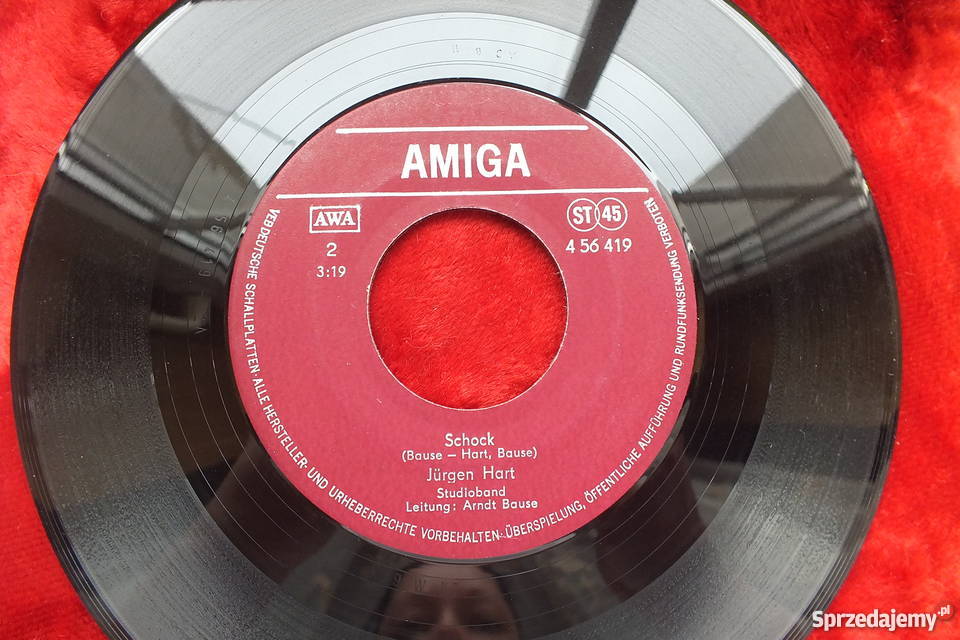 AMIGA
AWA
ST 45
2
4 56 419
3:19
Schock
(Bause – Hart, Bause)
Jürgen Hart
Studioband
Leitung: Arndt Bause
VEB DEUTSCHE SCHALLPLATTEN · ALLE HERSTELLER- UND URHEBERRECHTE VORBEHALTEN · ÜBERSPIELUNG, ÖFFENTLICHE AUFFÜHRUNG UND RUNDFUNKSENDUNG VERBOTEN
Sprzedajemy.pl